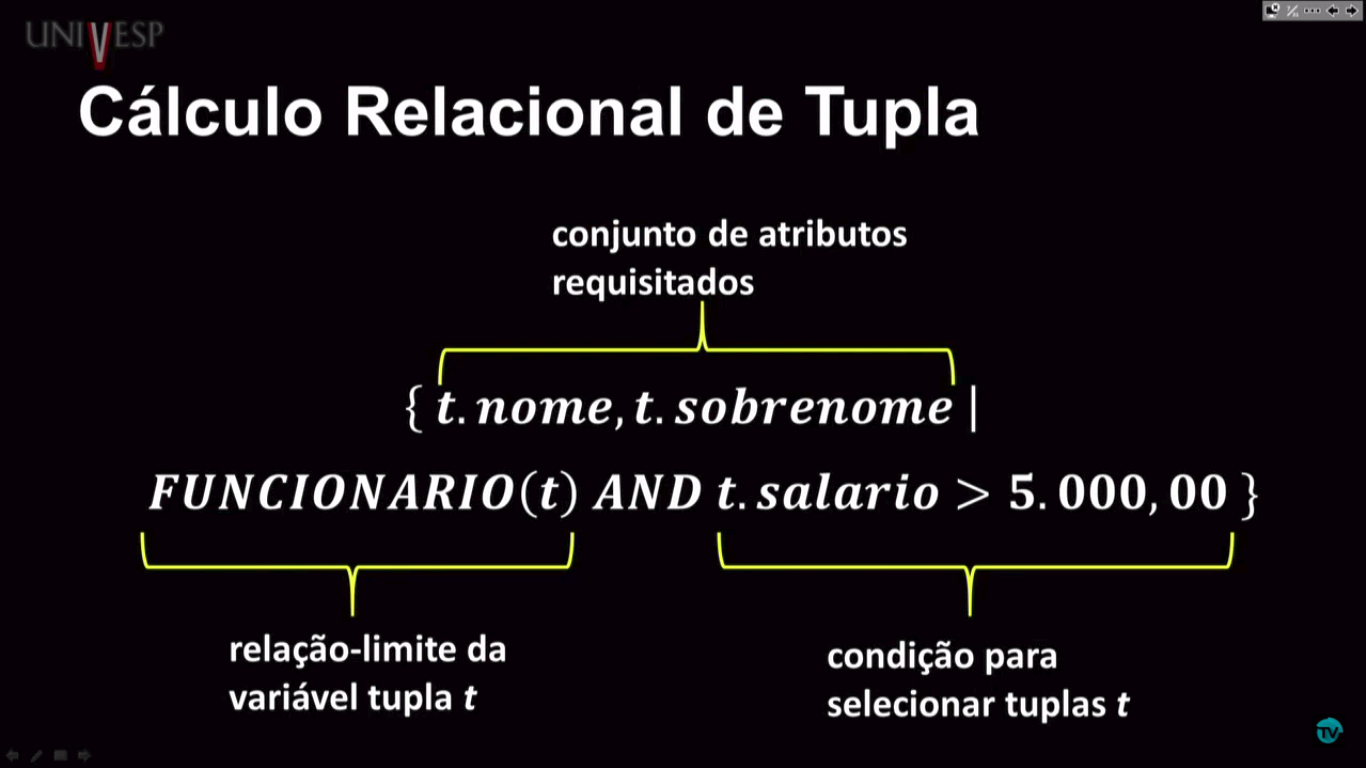 UNIVESP
Cálculo Relacional de Tupla
conjunto de atributos
requisitados
{ t.nome, t.sobrenome |
FUNCIONARIO(t) AND t.salario > 5.000,00 }
relação-limite da
variável tupla t
condição para
selecionar tuplas t
TV